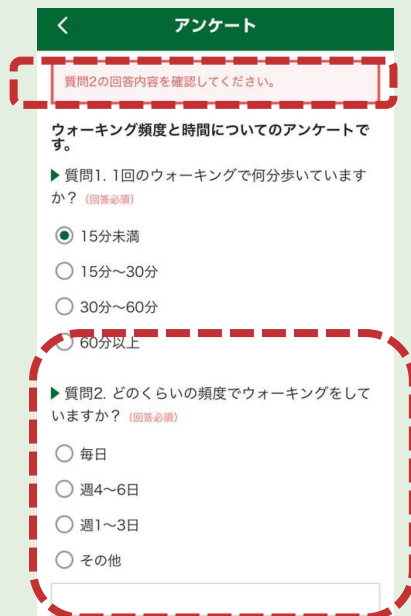 アンケート
質問2の回答内容を確認してください。
ウォーキング頻度と時間についてのアンケートで
す。
▶質問1. 1回のウォーキングで何分歩いています
か？（回答必須）
15分未満
15分〜30分
30分〜60分
60分以上
▶質問2. どのくらいの頻度でウォーキングをして
いますか？（回答必須）
毎日
週4〜6日
週1〜3日
その他